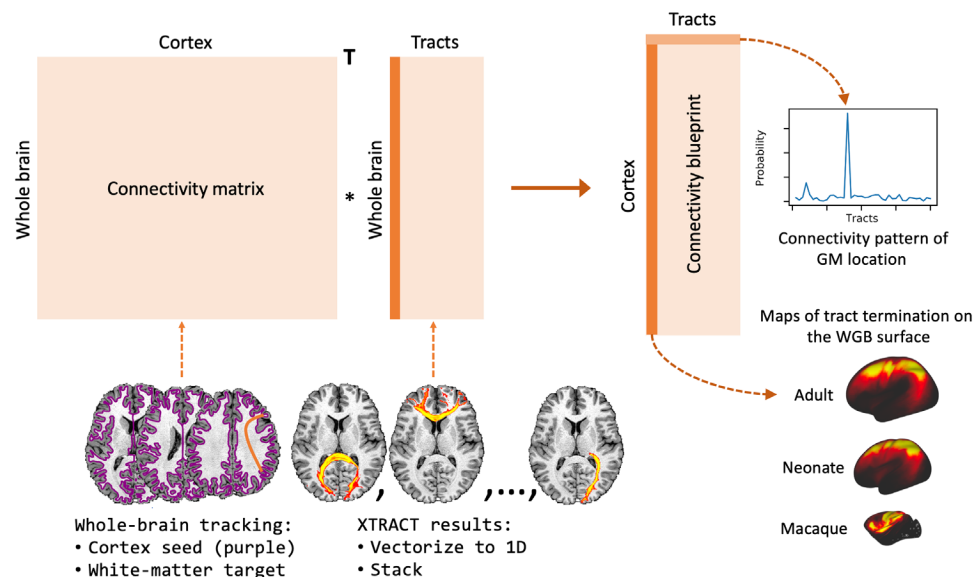 Cortex
T
Tracts
Whole brain
Connectivity matrix
*
Whole brain
Tracts
Cortex
Connectivity blueprint
Probability
Tracts
Connectivity pattern of
GM location
Maps of tract termination on
the WGB surface
Adult
Neonate
Macaque
, ,...,
Whole-brain tracking:
• Cortex seed (purple)
• White-matter target
XTRACT results:
• Vectorize to 1D
• Stack